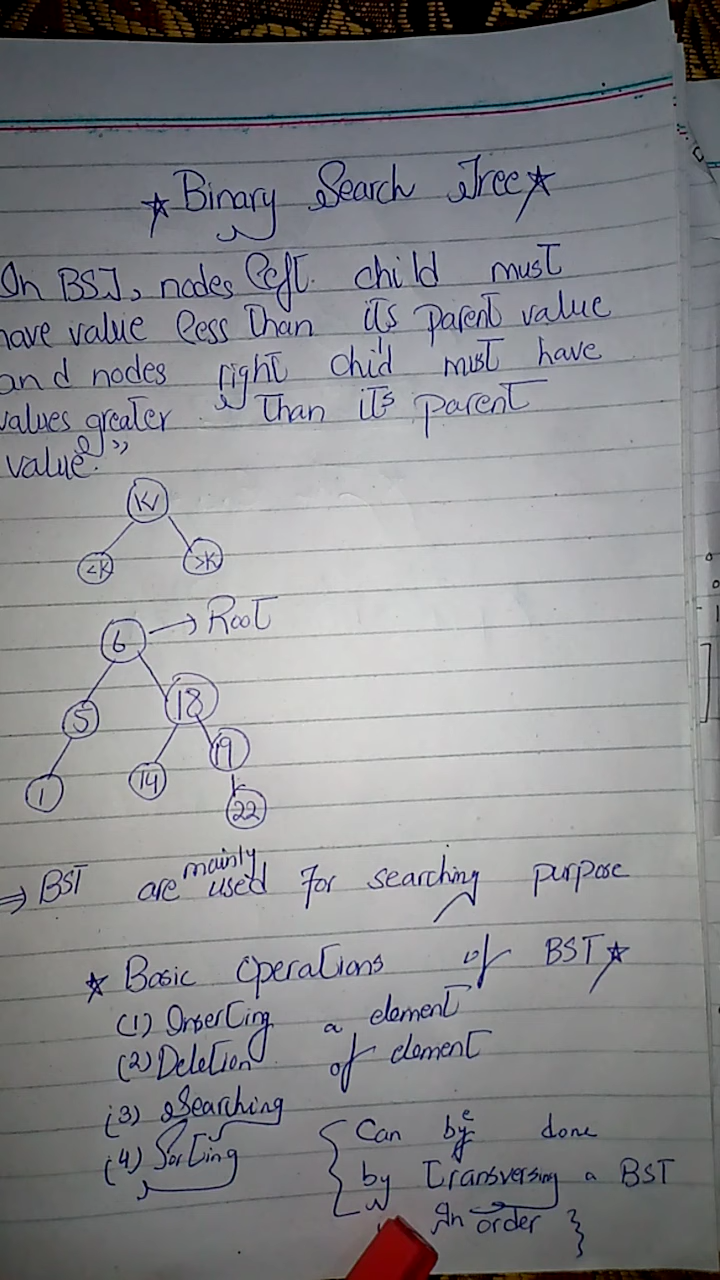 ☆ Binary Search Tree ☆
In BST, nodes left child must
have value less than its parent value
and nodes right chid must have
values greater than its parent
value."
K
<K >K
6 → Root
5 18
1 14 19
22
⇒ BST are mainly used for searching purpose
☆ Basic Operations of BST ☆
(1) Inserting a element
(2) Deletion of element
(3) Searching
(4) Sorting { Can be done
by Transversing a BST
In order }